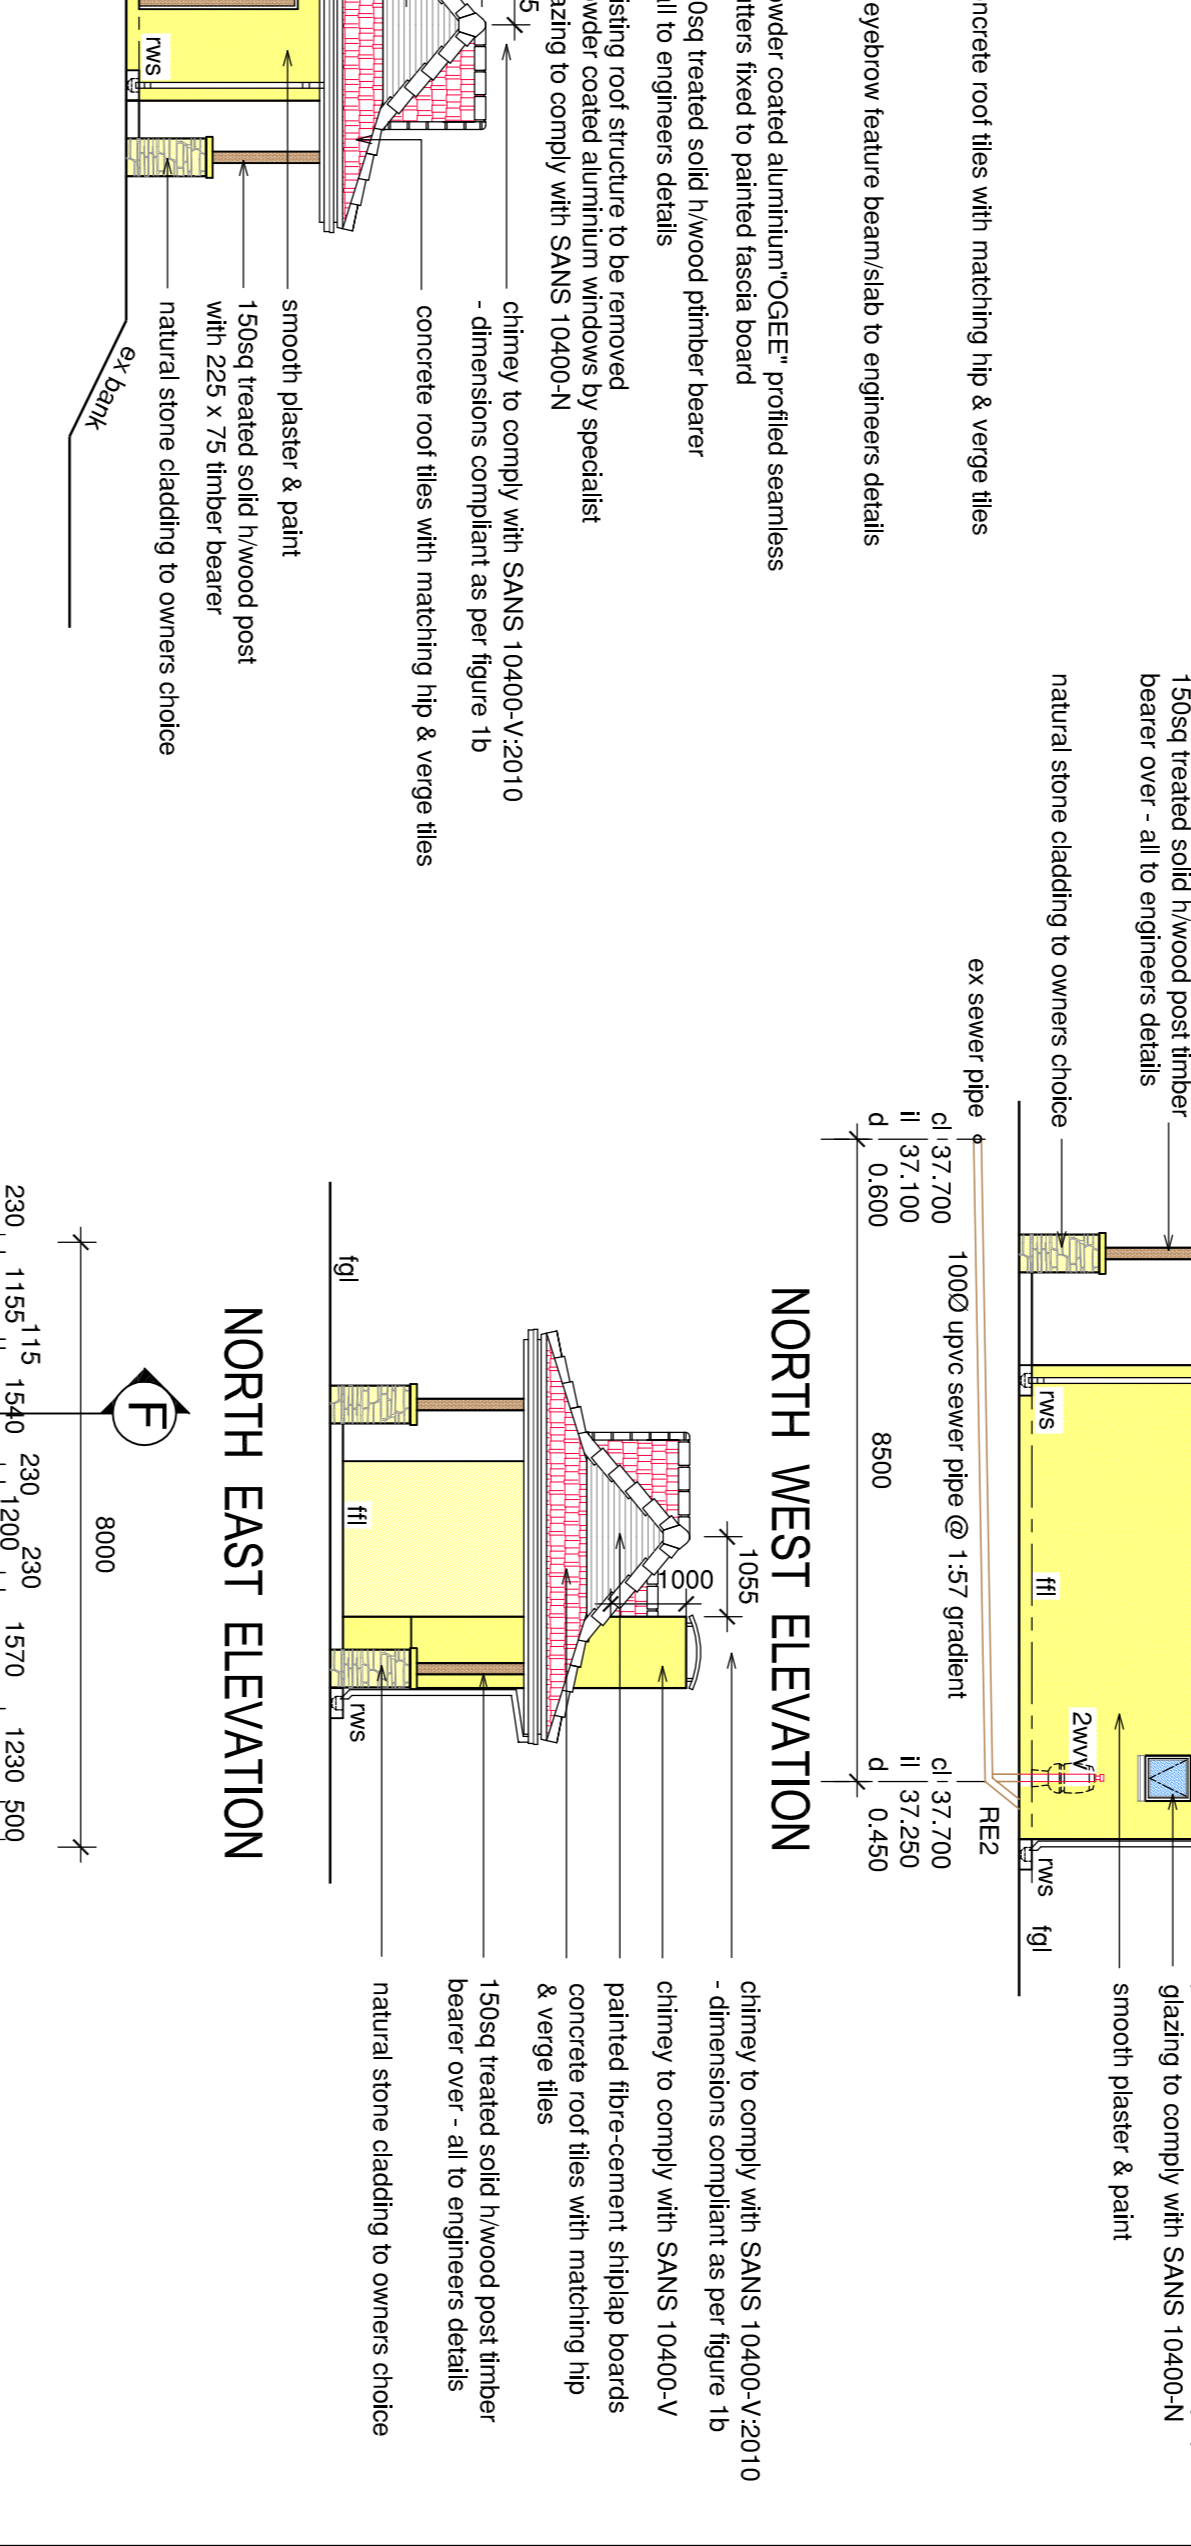 concrete roof tiles with matching hip & verge tiles
eyebrow feature beam/slab to engineers details
powder coated aluminium"OGEE" profiled seamless
gutters fixed to painted fascia board
150sq treated solid h/wood ptimber bearer
all to engineers details
existing roof structure to be removed
powder coated aluminium windows by specialist
glazing to comply with SANS 10400-N
chimey to comply with SANS 10400-V:2010
- dimensions compliant as per figure 1b
concrete roof tiles with matching hip & verge tiles
smooth plaster & paint
150sq treated solid h/wood post
with 225 x 75 timber bearer
natural stone cladding to owners choice
rws
ex bank
150sq treated solid h/wood post timber
bearer over - all to engineers details
natural stone cladding to owners choice
ex sewer pipe
cl 37.700
il 37.100
d 0.600
100Ø upvc sewer pipe @ 1:57 gradient
8500
rws
ffl
2wvv
RE2
cl 37.700
il 37.250
d 0.450
rws
fgl
glazing to comply with SANS 10400-N
smooth plaster & paint
NORTH WEST ELEVATION
1055
1000
fgl
ffl
rws
chimey to comply with SANS 10400-V:2010
- dimensions compliant as per figure 1b
chimey to comply with SANS 10400-V
painted fibre-cement shiplap boards
concrete roof tiles with matching hip
& verge tiles
150sq treated solid h/wood post timber
bearer over - all to engineers details
natural stone cladding to owners choice
NORTH EAST ELEVATION
F
8000
230 1155 115 1540 230 1200 230 1570 1230 500